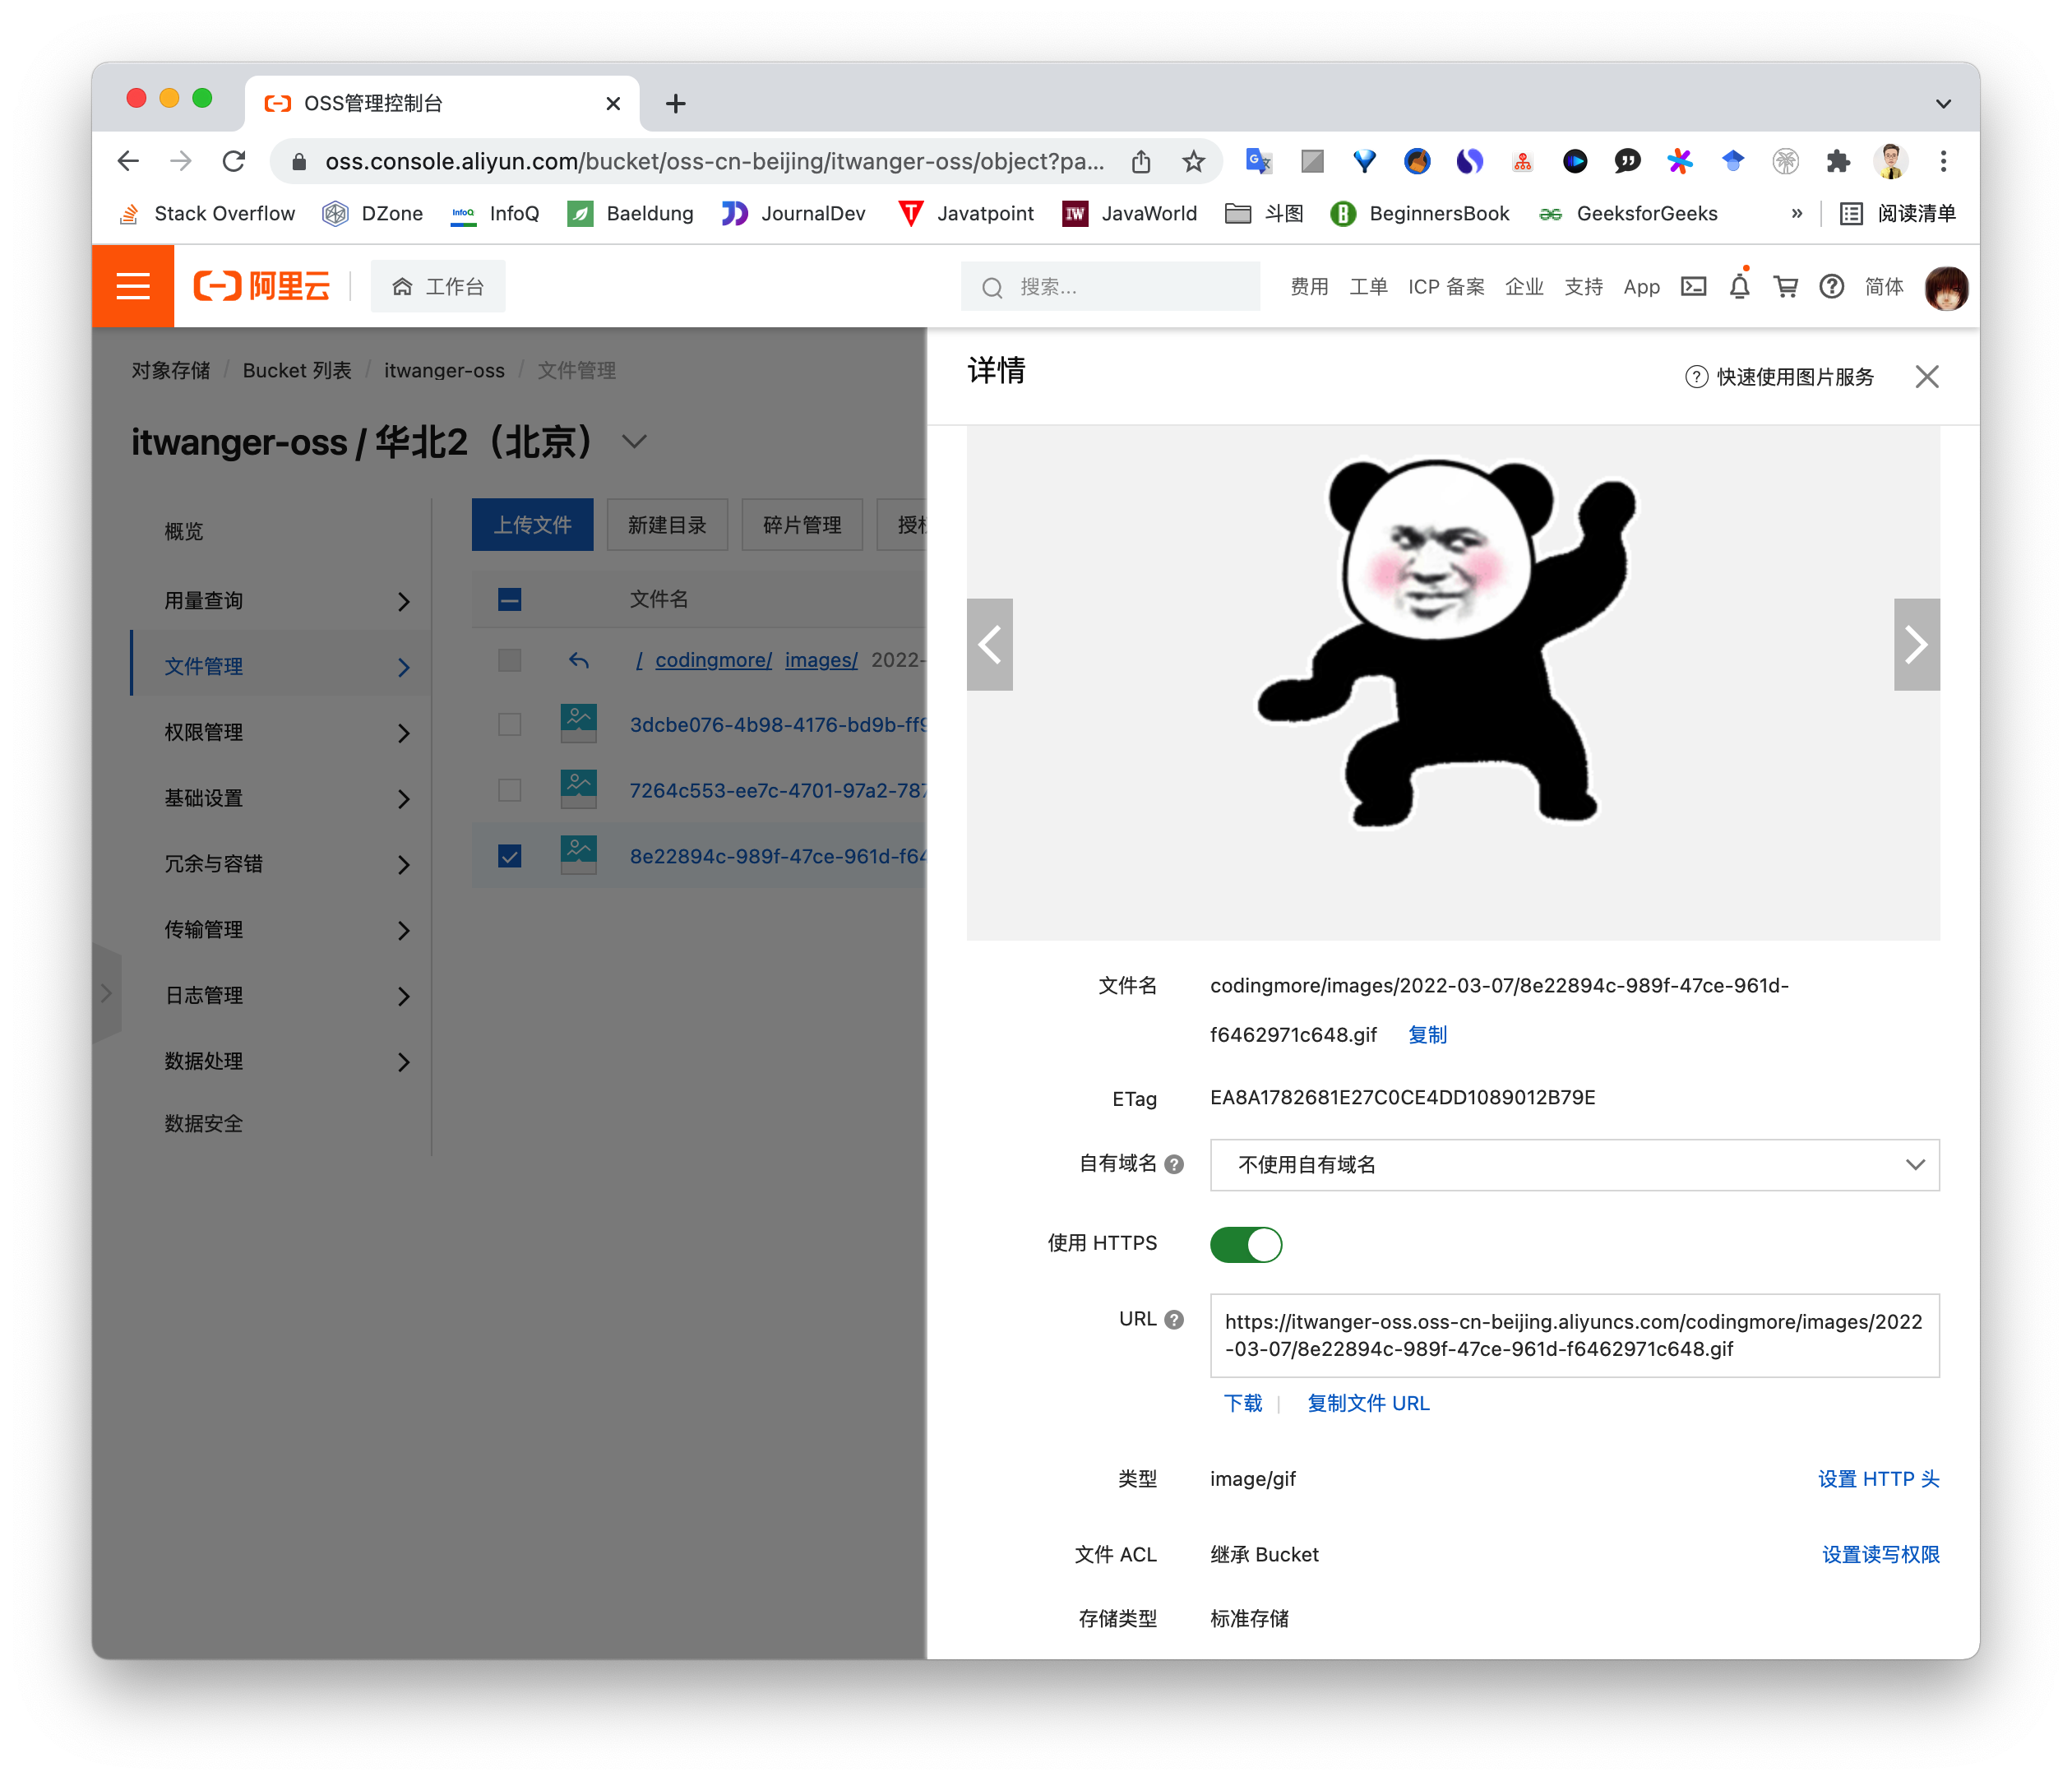 OSS管理控制台
oss.console.aliyun.com/bucket/oss-cn-beijing/itwanger-oss/object?pa...
Stack Overflow DZone InfoQ Baeldung JournalDev Javatpoint JavaWorld 斗图 BeginnersBook GeeksforGeeks » 阅读清单
阿里云 工作台 搜索... 费用 工单 ICP 备案 企业 支持 App 简体
对象存储 / Bucket 列表 / itwanger-oss / 文件管理
itwanger-oss / 华北2（北京）
概览
用量查询
文件管理
权限管理
基础设置
冗余与容错
传输管理
日志管理
数据处理
数据安全
上传文件 新建目录 碎片管理
文件名
/ codingmore/ images/ 2022-
3dcbe076-4b98-4176-bd9b-ff9
7264c553-ee7c-4701-97a2-787
8e22894c-989f-47ce-961d-f64
详情 快速使用图片服务
文件名 codingmore/images/2022-03-07/8e22894c-989f-47ce-961d-
f6462971c648.gif 复制
ETag EA8A1782681E27C0CE4DD1089012B79E
自有域名 不使用自有域名
使用 HTTPS
URL https://itwanger-oss.oss-cn-beijing.aliyuncs.com/codingmore/images/2022
-03-07/8e22894c-989f-47ce-961d-f6462971c648.gif
下载 复制文件 URL
类型 image/gif 设置 HTTP 头
文件 ACL 继承 Bucket 设置读写权限
存储类型 标准存储